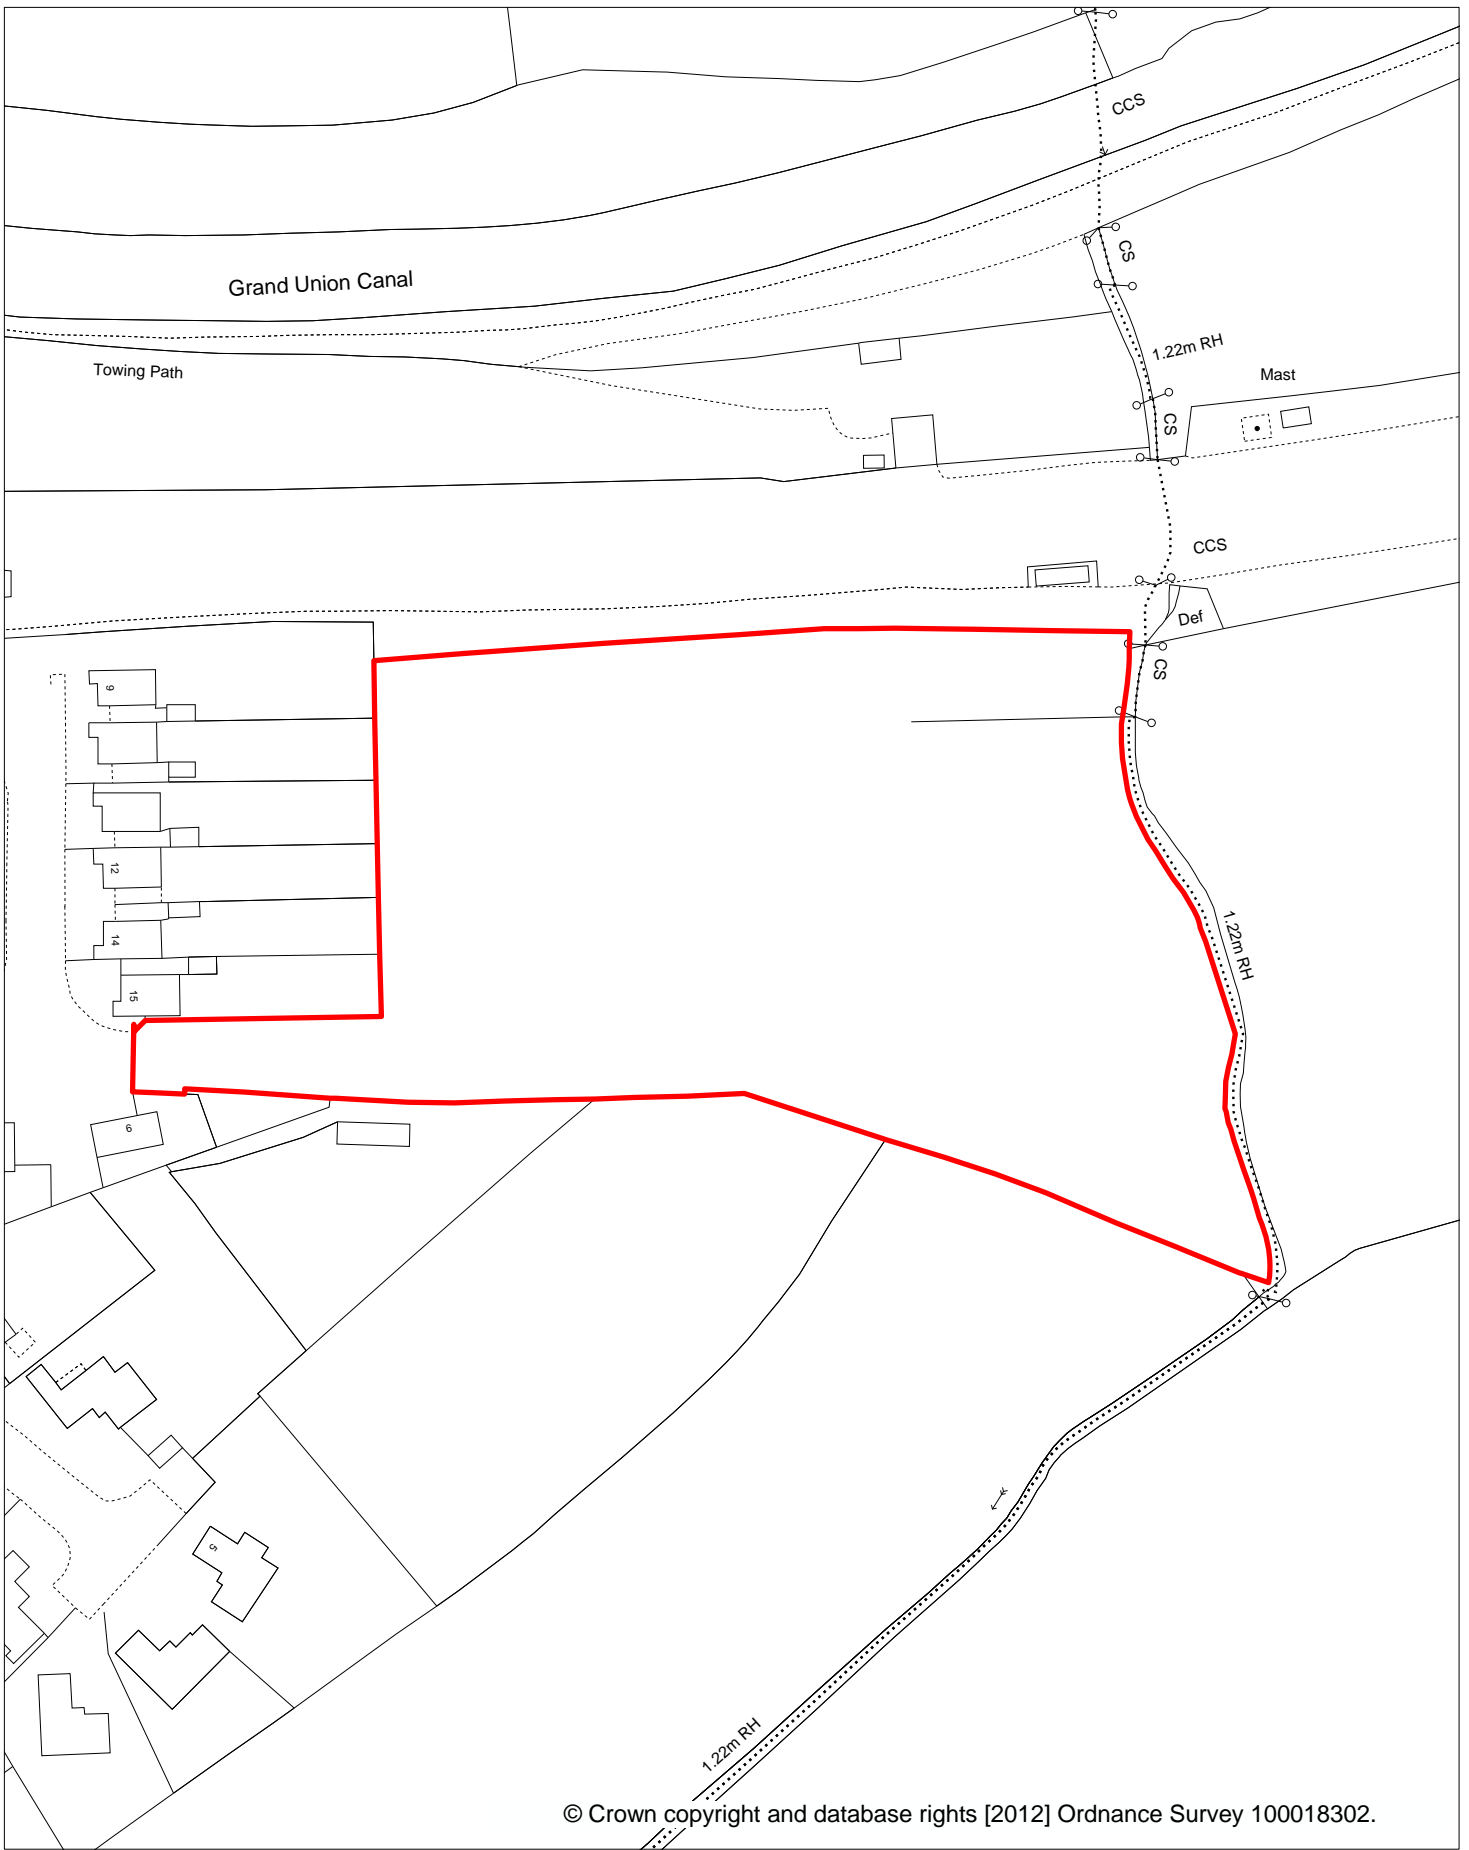 CCS
CS
Grand Union Canal
1.22m RH
Towing Path
Mast
CS
CCS
Def
CS
9
12
1.22m RH
14
15
6
5
1.22m RH
© Crown copyright and database rights [2012] Ordnance Survey 100018302.